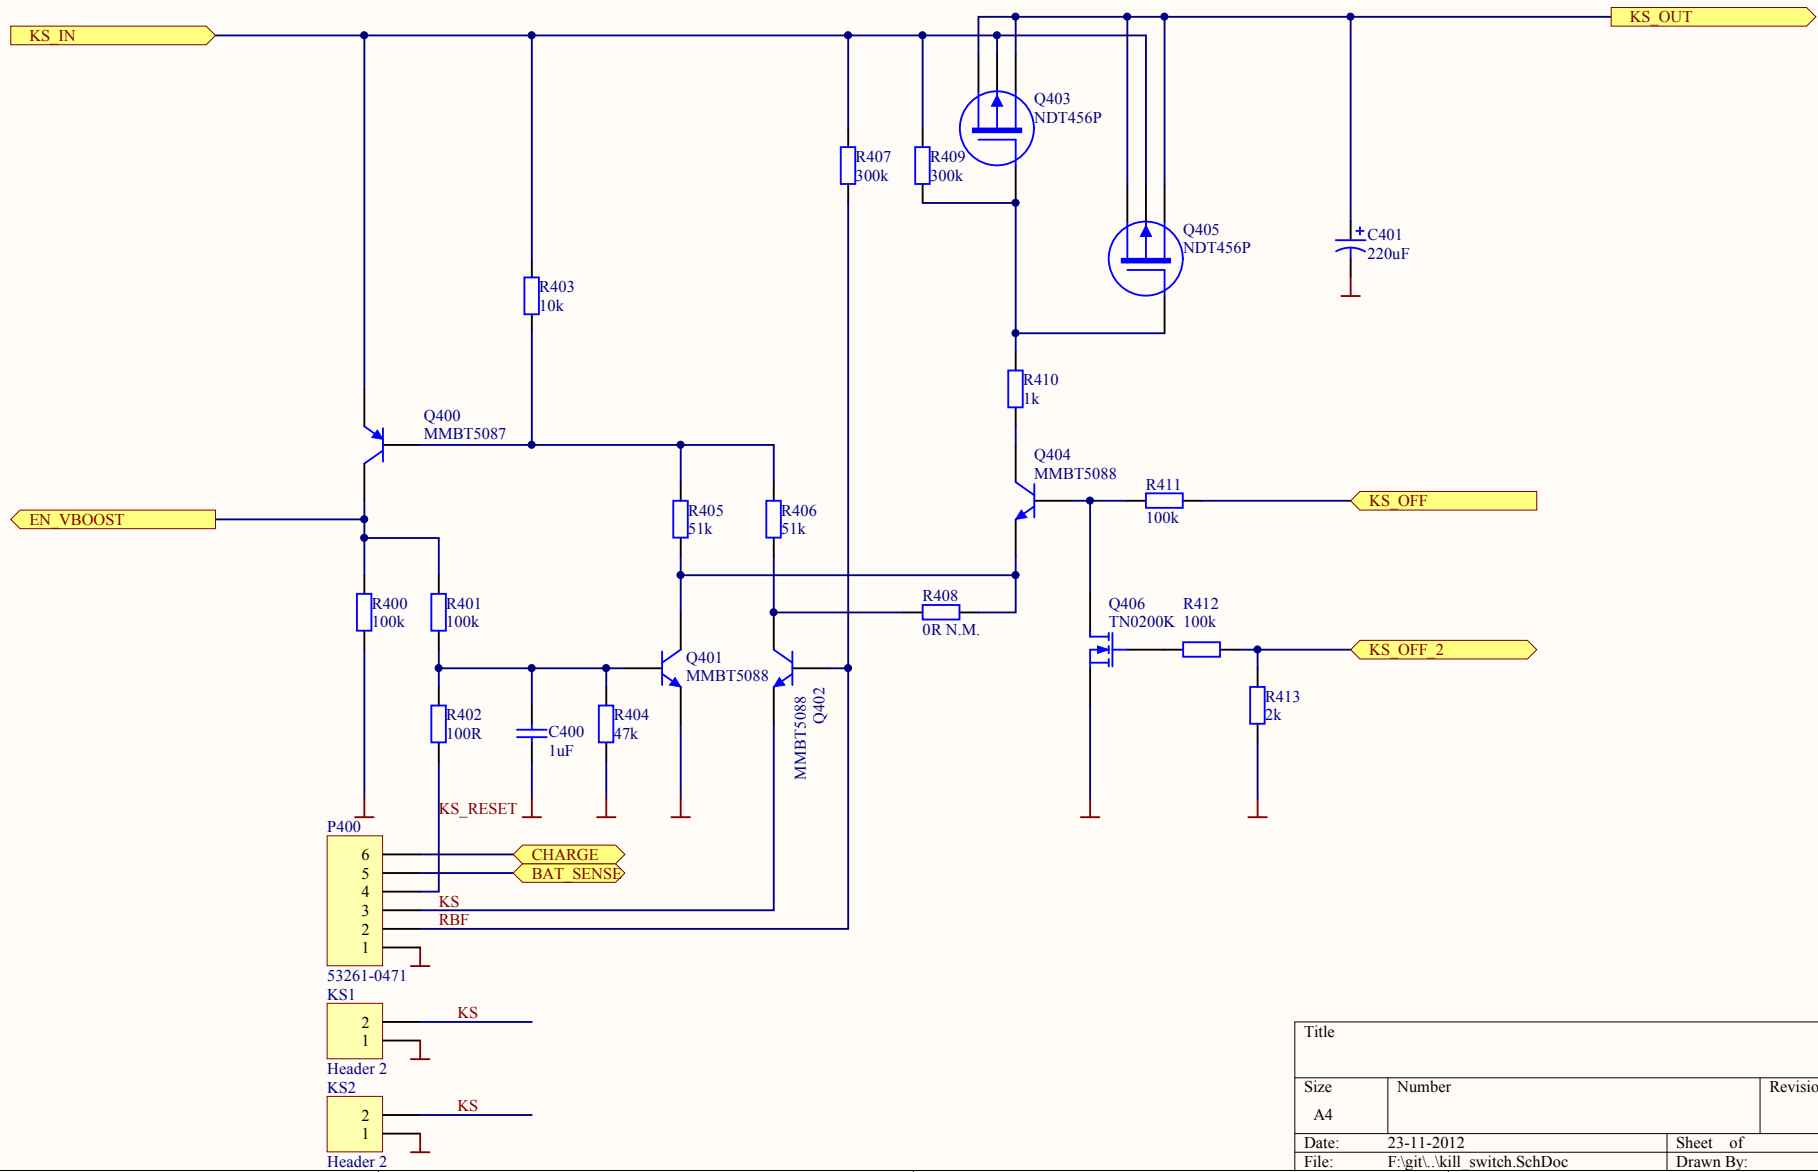 KS_IN
KS_OUT
Q403
NDT456P
R407
300k
R409
300k
Q405
NDT456P
+
C401
220uF
R403
10k
R410
1k
Q400
MMBT5087
Q404
MMBT5088
R411
100k
KS_OFF
EN_VBOOST
R405
51k
R406
51k
R400
100k
R401
100k
R408
0R N.M.
Q406
TN0200K
R412
100k
KS_OFF_2
Q401
MMBT5088
MMBT5088
Q402
R402
100R
C400
1uF
R404
47k
R413
2k
KS_RESET
P400
6
CHARGE
5
BAT_SENSE
4
3
KS
2
RBF
1
53261-0471
KS1
2
KS
1
Header 2
KS2
2
KS
1
Header 2
Title
Size
Number
Revisio
A4
Date:
23-11-2012
Sheet of
File:
F:\git\..\kill_switch.SchDoc
Drawn By: